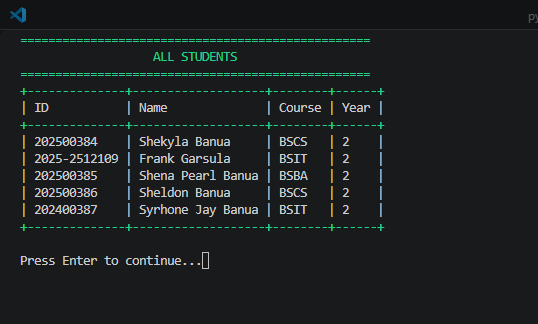 py
==================================================
ALL STUDENTS
==================================================
+--------------+-------------------+--------+------+
| ID | Name | Course | Year |
+--------------+-------------------+--------+------+
| 202500384 | Shekyla Banua | BSCS | 2 |
| 2025-2512109 | Frank Garsula | BSIT | 2 |
| 202500385 | Shena Pearl Banua | BSBA | 2 |
| 202500386 | Sheldon Banua | BSCS | 2 |
| 202400387 | Syrhone Jay Banua | BSIT | 2 |
+--------------+-------------------+--------+------+
Press Enter to continue...